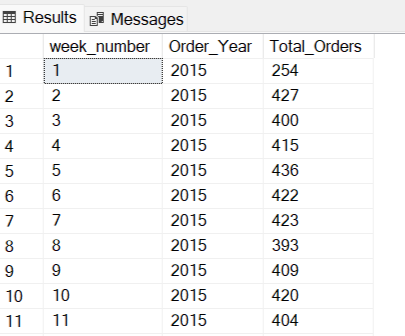 Results Messages
week_number Order_Year Total_Orders
1 1 2015 254
2 2 2015 427
3 3 2015 400
4 4 2015 415
5 5 2015 436
6 6 2015 422
7 7 2015 423
8 8 2015 393
9 9 2015 409
10 10 2015 420
11 11 2015 404